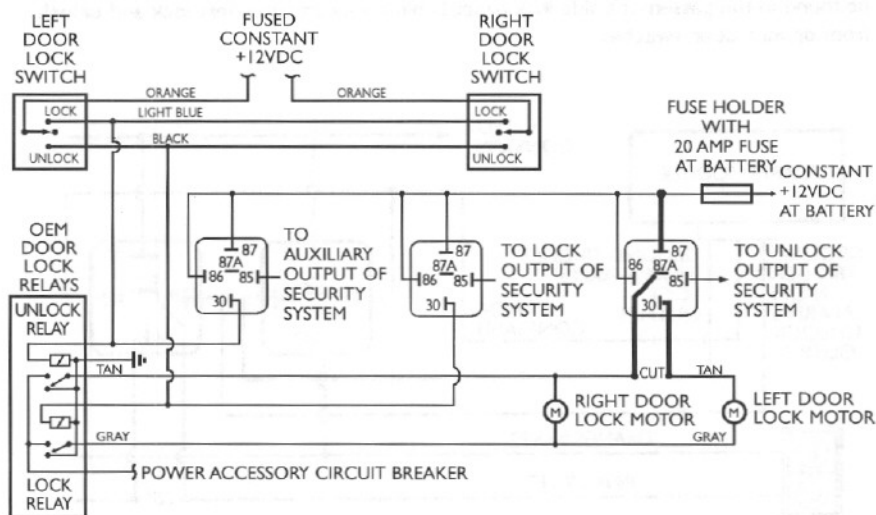 LEFT
DOOR
LOCK
SWITCH
FUSED
CONSTANT
+12VDC
RIGHT
DOOR
LOCK
SWITCH
ORANGE
ORANGE
LOCK
LIGHT BLUE
LOCK
BLACK
UNLOCK
UNLOCK
FUSE HOLDER
WITH
20 AMP FUSE
AT BATTERY
CONSTANT
+12VDC
AT BATTERY
OEM
DOOR
LOCK
RELAYS
87
87A
86
85
30
TO
AUXILIARY
OUTPUT OF
SECURITY
SYSTEM
87
87A
86
85
30
TO LOCK
OUTPUT OF
SECURITY
SYSTEM
87
87A
86
85
30
TO UNLOCK
OUTPUT OF
SECURITY
SYSTEM
UNLOCK
RELAY
TAN
CUT
TAN
RIGHT DOOR
LOCK MOTOR
M
M
LEFT DOOR
LOCK MOTOR
GRAY
GRAY
POWER ACCESSORY CIRCUIT BREAKER
LOCK
RELAY